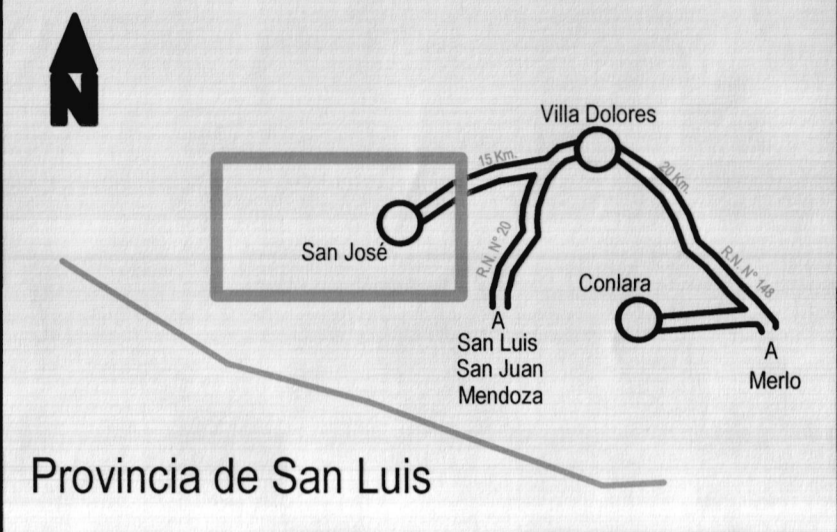 N
Villa Dolores
15 Km.
20 Km.
San José
R.N. N° 20
R.N. N° 148
Conlara
A
San Luis
San Juan
Mendoza
A
Merlo
Provincia de San Luis